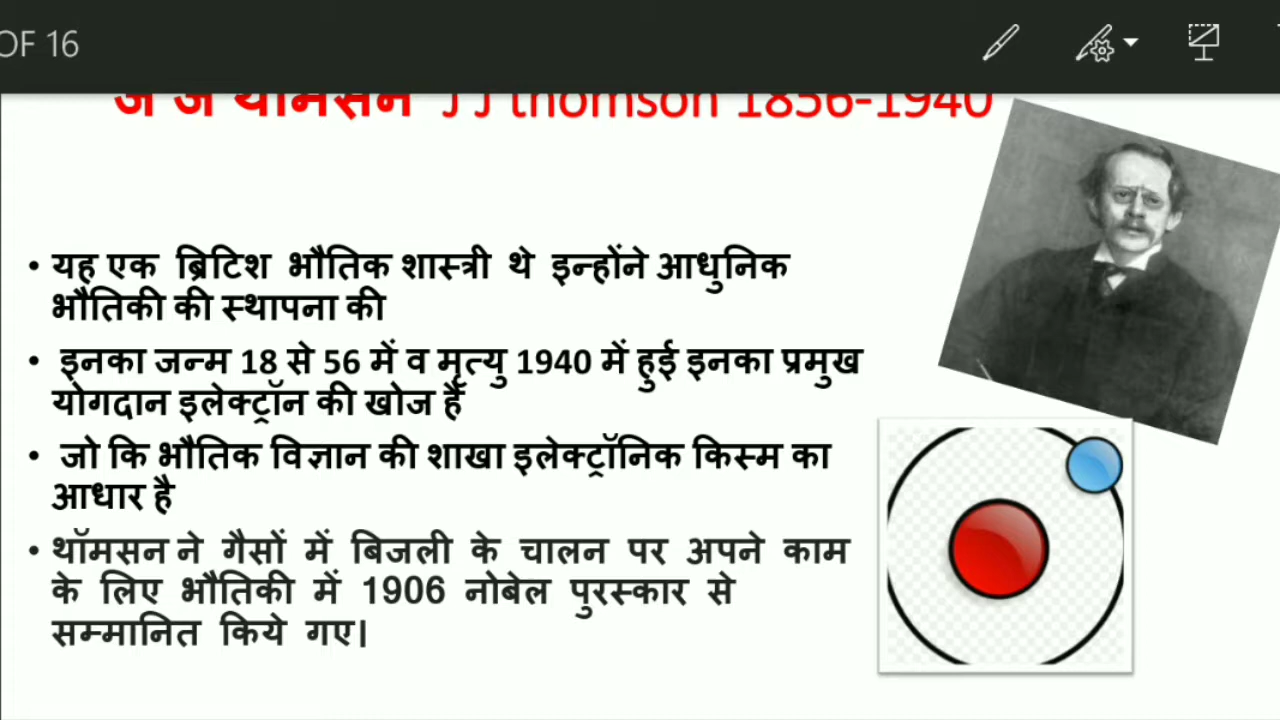 OF 16
जे जे थॉमसन J J thomson 1856-1940
• यह एक ब्रिटिश भौतिक शास्त्री थे इन्होंने आधुनिक
भौतिकी की स्थापना की
• इनका जन्म 18 से 56 में व मृत्यु 1940 में हुई इनका प्रमुख
योगदान इलेक्ट्रॉन की खोज है
• जो कि भौतिक विज्ञान की शाखा इलेक्ट्रॉनिक किस्म का
आधार है
• थॉमसन ने गैसों में बिजली के चालन पर अपने काम
के लिए भौतिकी में 1906 नोबेल पुरस्कार से
सम्मानित किये गए।